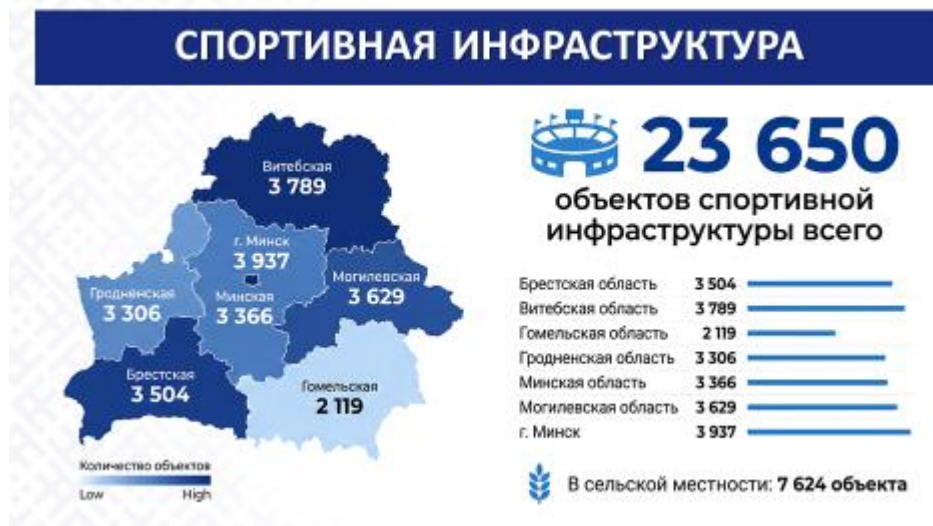 СПОРТИВНАЯ ИНФРАСТРУКТУРА
Витебская
3 789
г. Минск
3 937
Могилевская
3 629
Гродненская
3 306
Минская
3 366
Брестская
3 504
Гомельская
2 119
Количество объектов
Low High
23 650
объектов спортивной
инфраструктуры всего
Брестская область 3 504
Витебская область 3 789
Гомельская область 2 119
Гродненская область 3 306
Минская область 3 366
Могилевская область 3 629
г. Минск 3 937
В сельской местности: 7 624 объекта